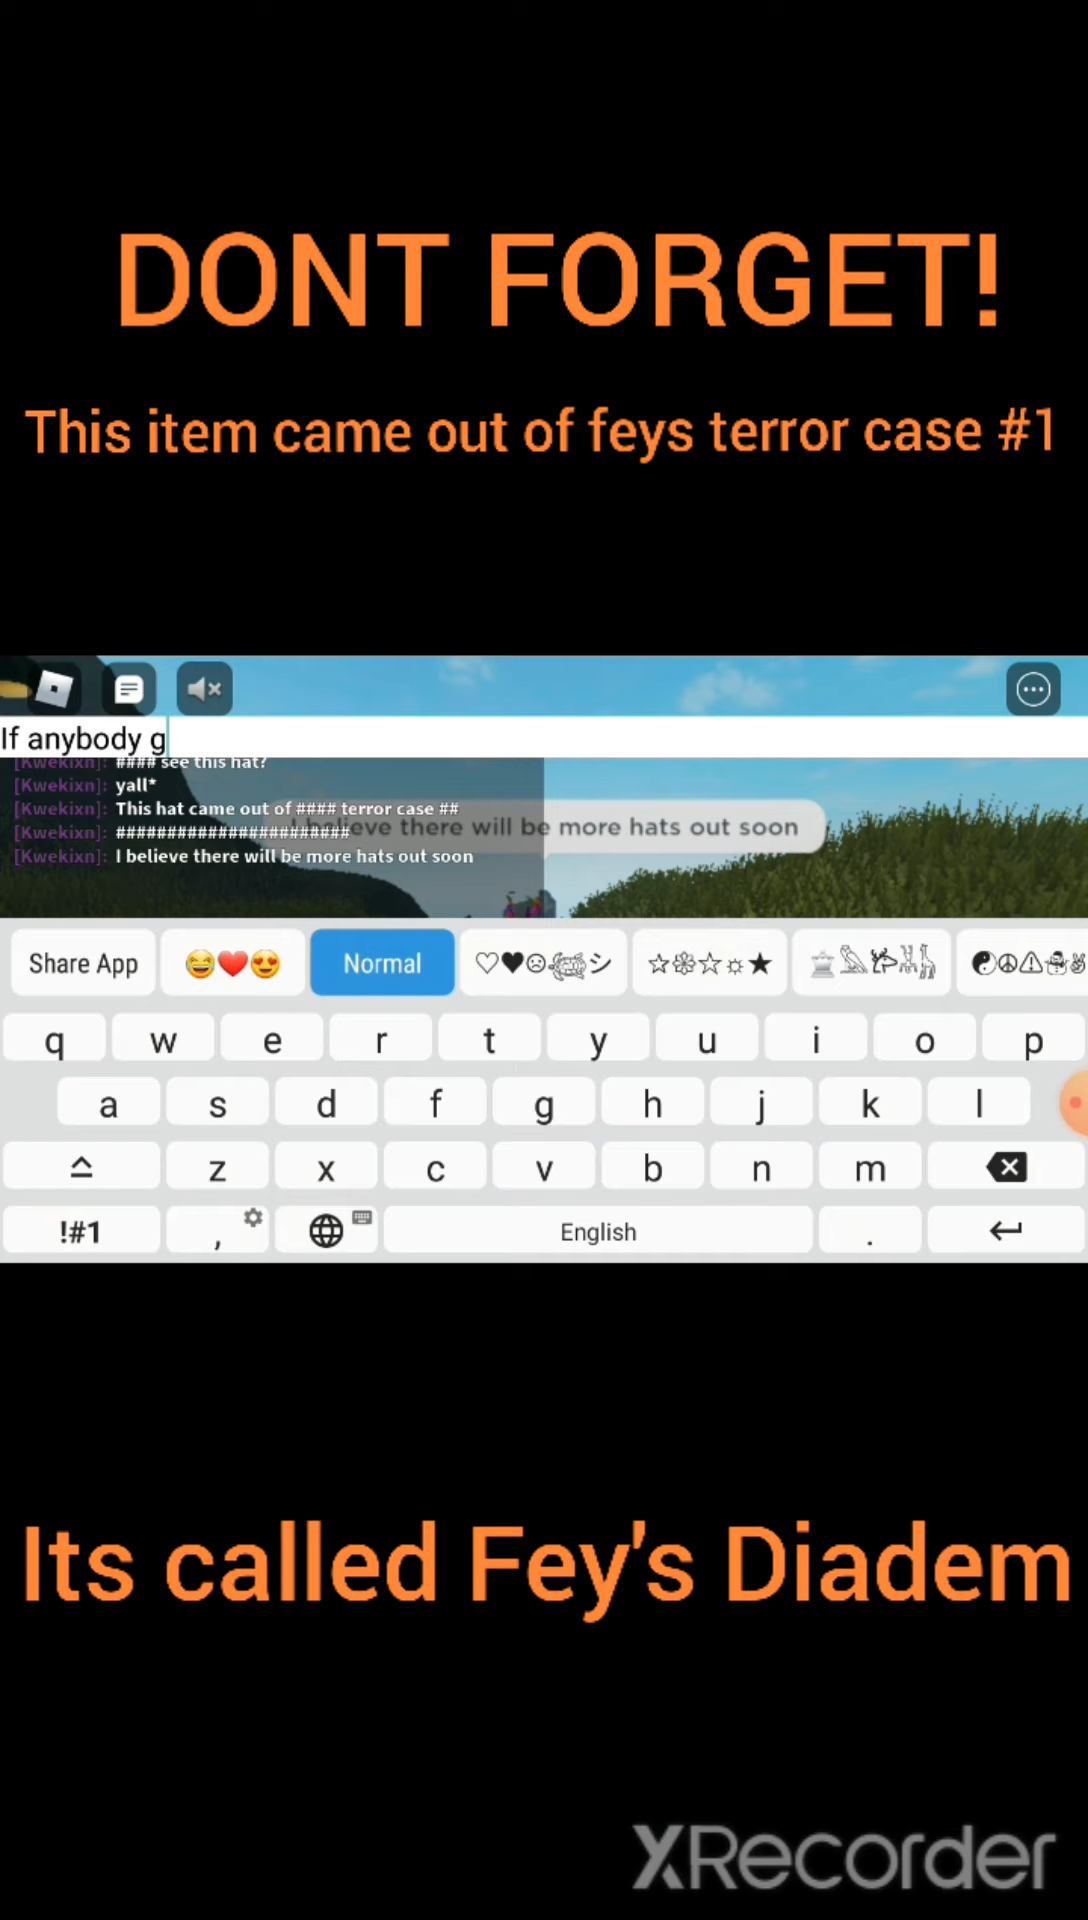 DONT FORGET!
This item came out of feys terror case #1
If anybody g
[Kwekixn]: #### see this hat?
[Kwekixn]: yall*
[Kwekixn]: This hat came out of #### terror case ##
[Kwekixn]: #######################
[Kwekixn]: I believe there will be more hats out soon
I believe there will be more hats out soon
Share App 😂❤️😍 Normal ♡♥☹シ ☆❀☆☼★ ☯☮⚠☃✌
q w e r t y u i o p
a s d f g h j k l
z x c v b n m
!#1 , English .
Its called Fey's Diadem
XRecorder